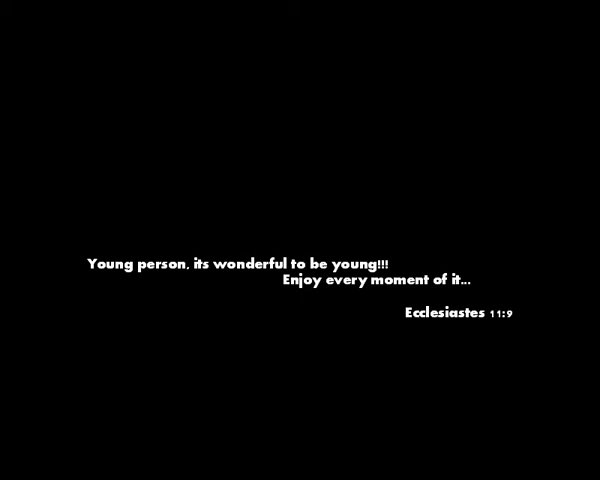 Young person, its wonderful to be young!!!
Enjoy every moment of it...
Ecclesiastes 11:9